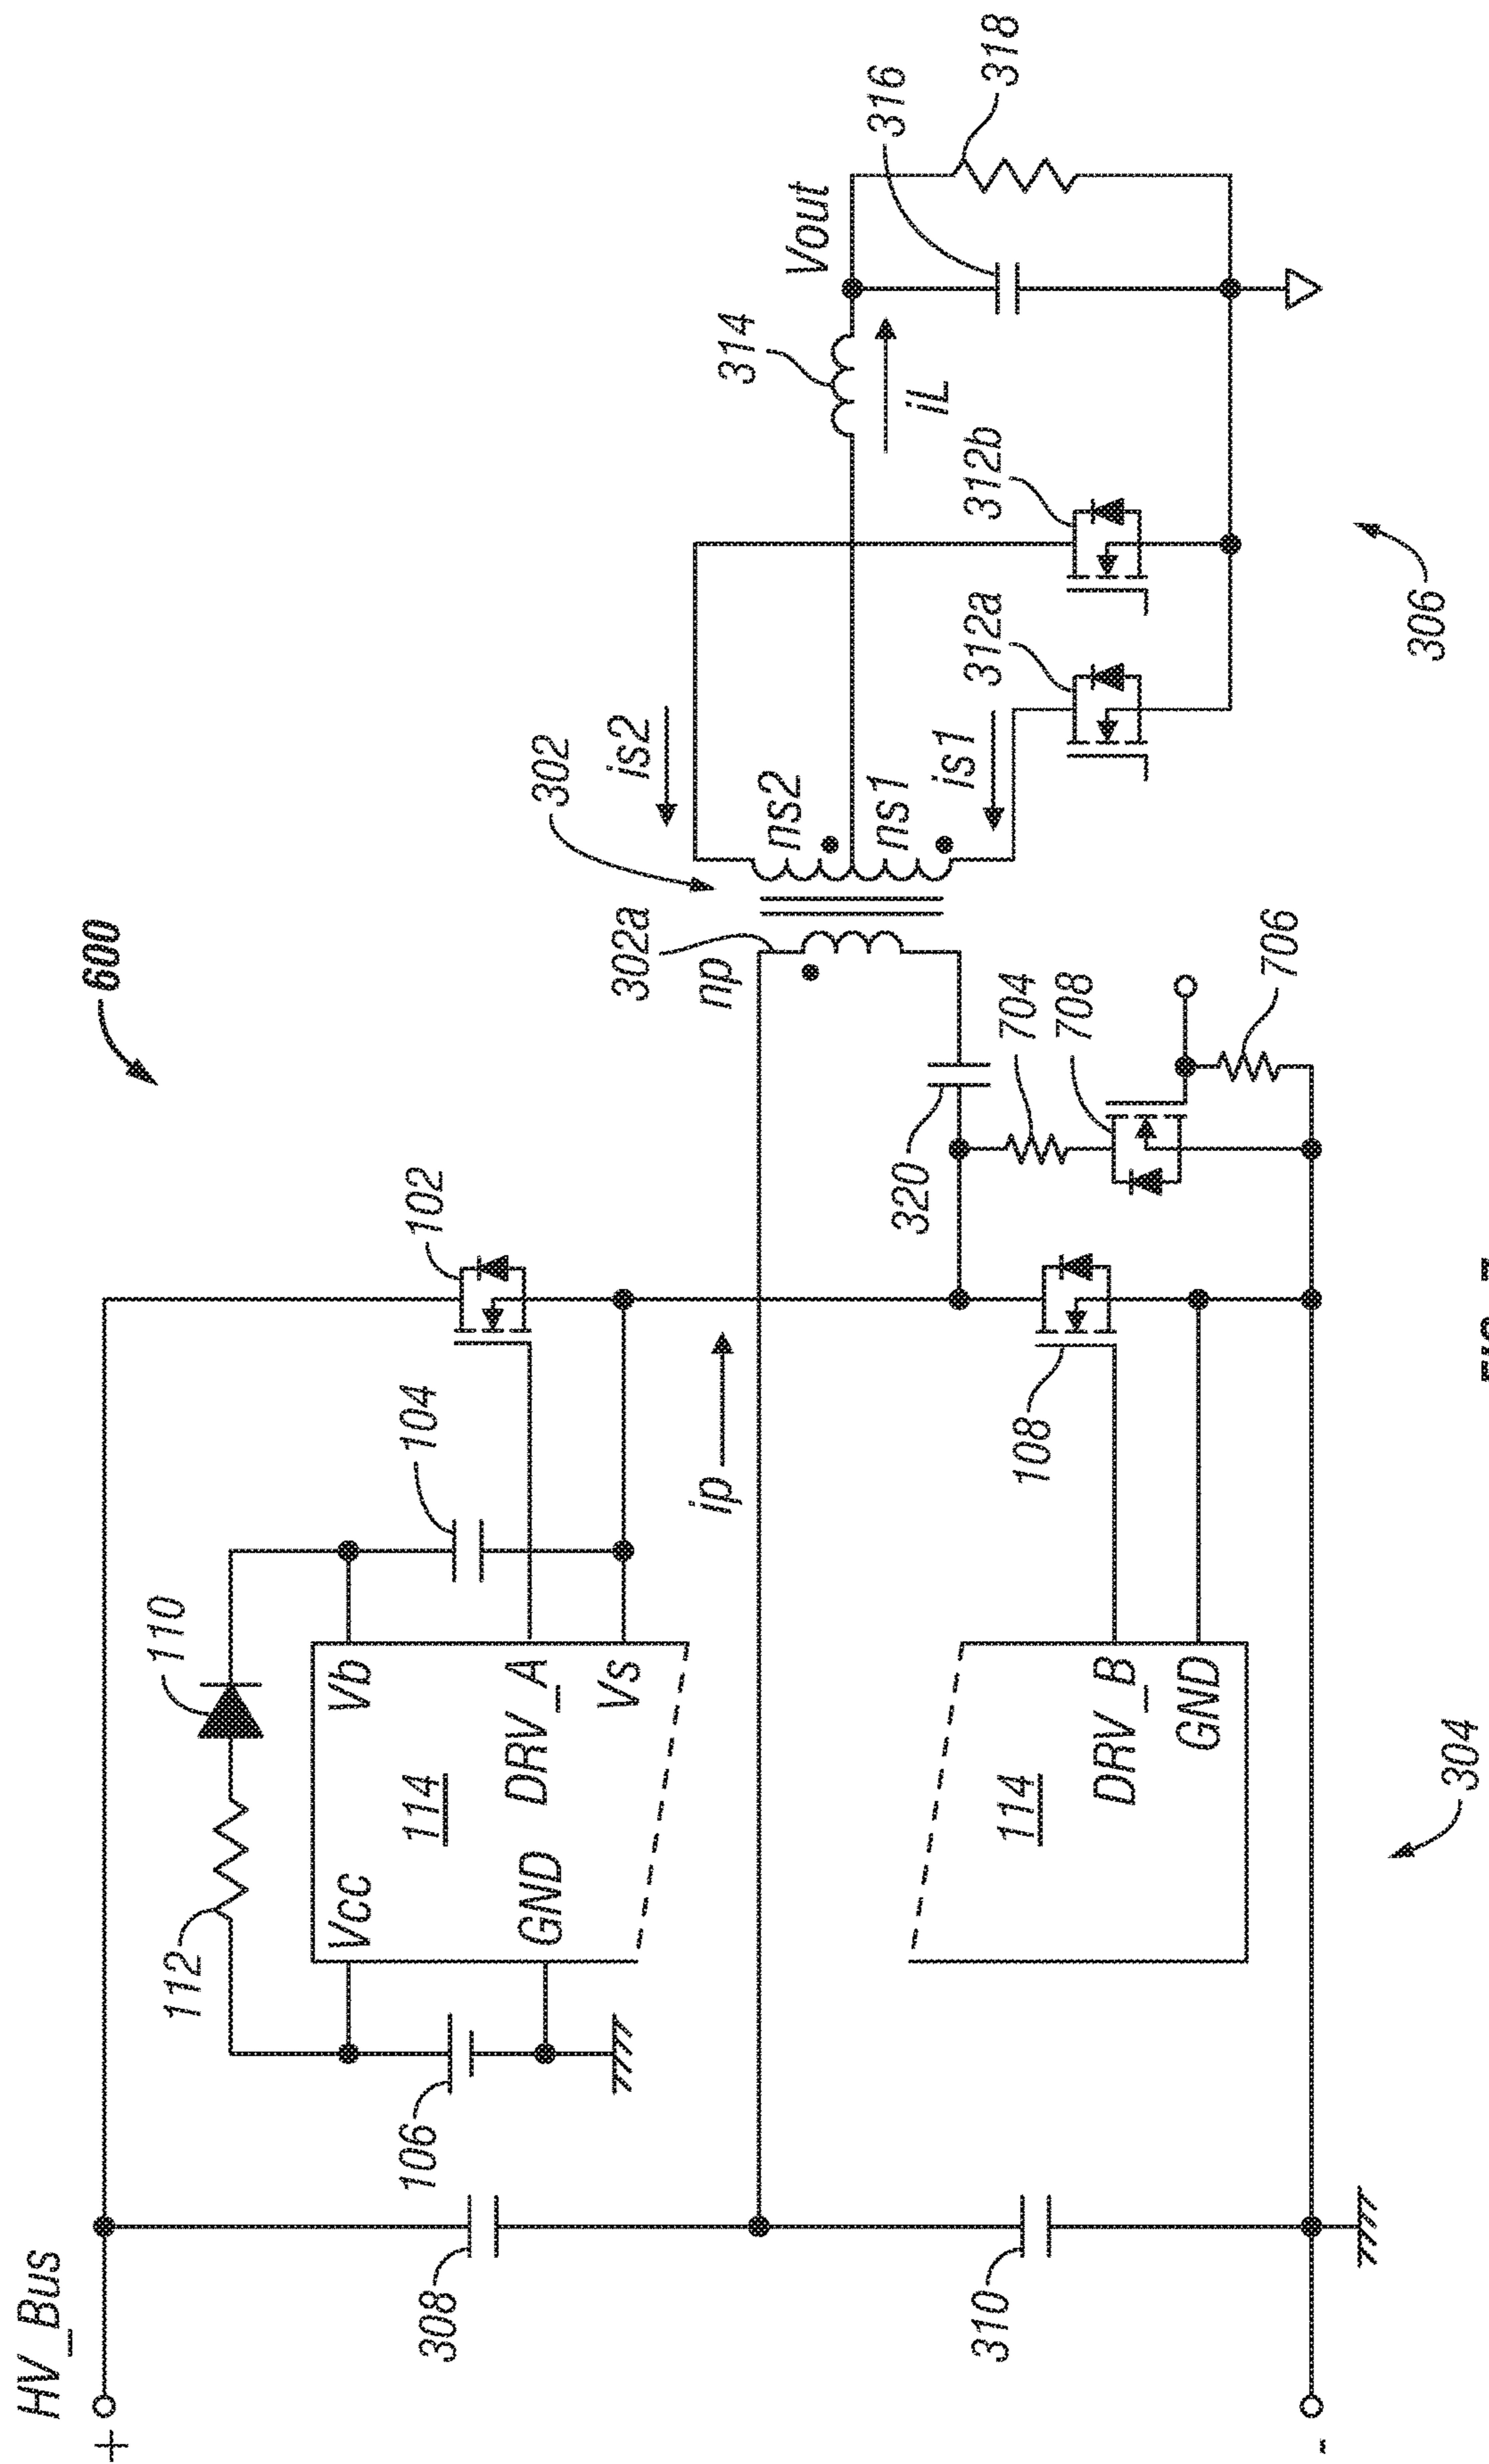 600
HV_Bus
+
-
308
310
106
112
110
104
102
Vcc
Vb
114
GND
DRV_A
Vs
ip
114
DRV_B
GND
108
304
320
704
708
706
302
302a
np
ns2
ns1
is2
is1
312a
312b
314
iL
Vout
316
318
306